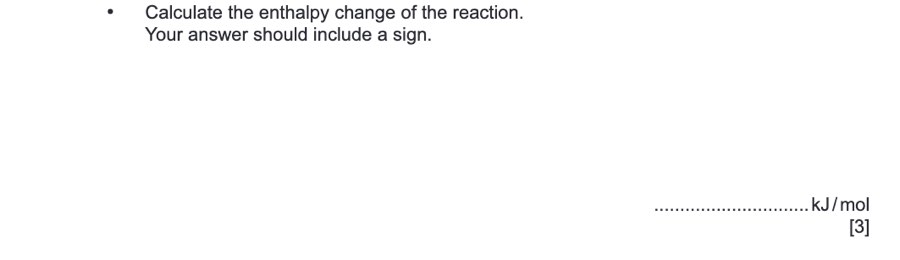 • Calculate the enthalpy change of the reaction.
Your answer should include a sign.
.............................. kJ/mol
[3]